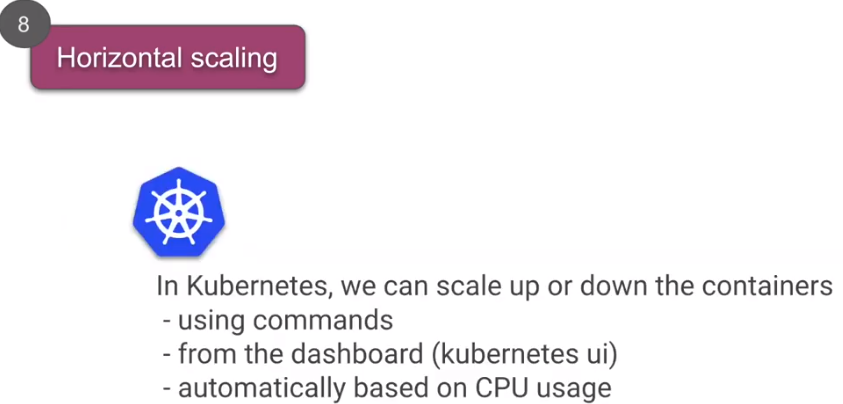 8
Horizontal scaling
In Kubernetes, we can scale up or down the containers
- using commands
- from the dashboard (kubernetes ui)
- automatically based on CPU usage